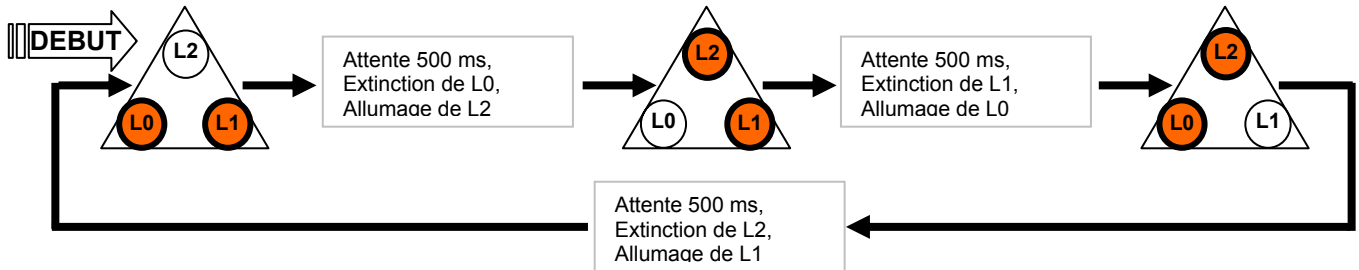 DEBUT
L2
L0
L1
Attente 500 ms,
Extinction de L0,
Allumage de L2
L2
L0
L1
Attente 500 ms,
Extinction de L1,
Allumage de L0
L2
L0
L1
Attente 500 ms,
Extinction de L2,
Allumage de L1